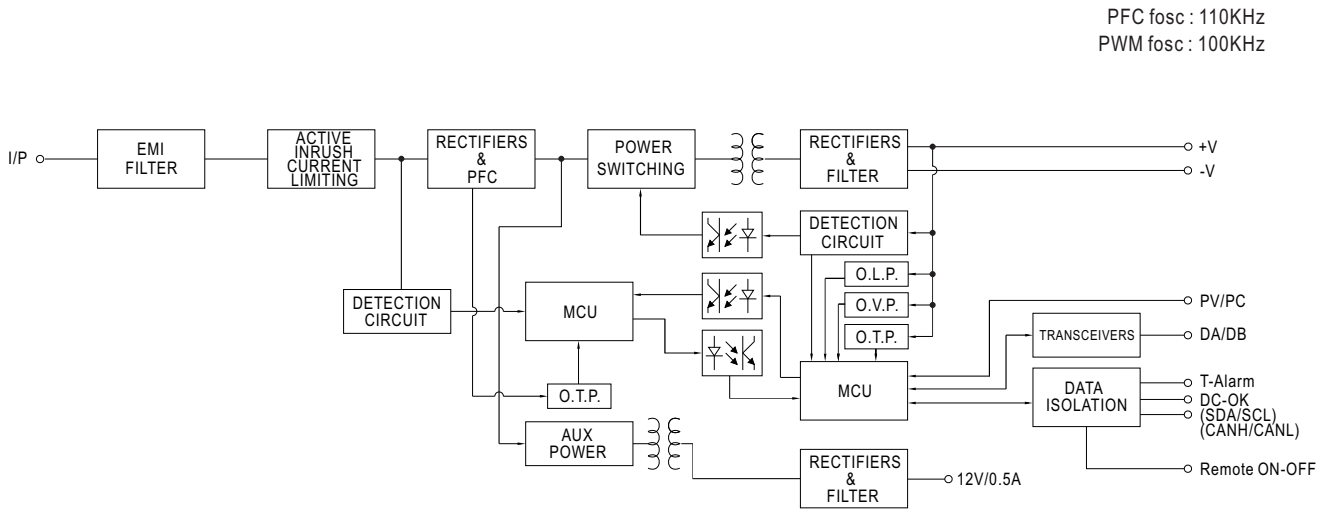 PFC fosc : 110KHz
PWM fosc : 100KHz
I/P
EMI
FILTER
ACTIVE
INRUSH
CURRENT
LIMITING
RECTIFIERS
&
PFC
POWER
SWITCHING
RECTIFIERS
&
FILTER
+V
-V
DETECTION
CIRCUIT
O.L.P.
O.V.P.
O.T.P.
DETECTION
CIRCUIT
MCU
O.T.P.
MCU
PV/PC
TRANSCEIVERS
DA/DB
DATA
ISOLATION
T-Alarm
DC-OK
(SDA/SCL)
(CANH/CANL)
Remote ON-OFF
AUX
POWER
RECTIFIERS
&
FILTER
12V/0.5A